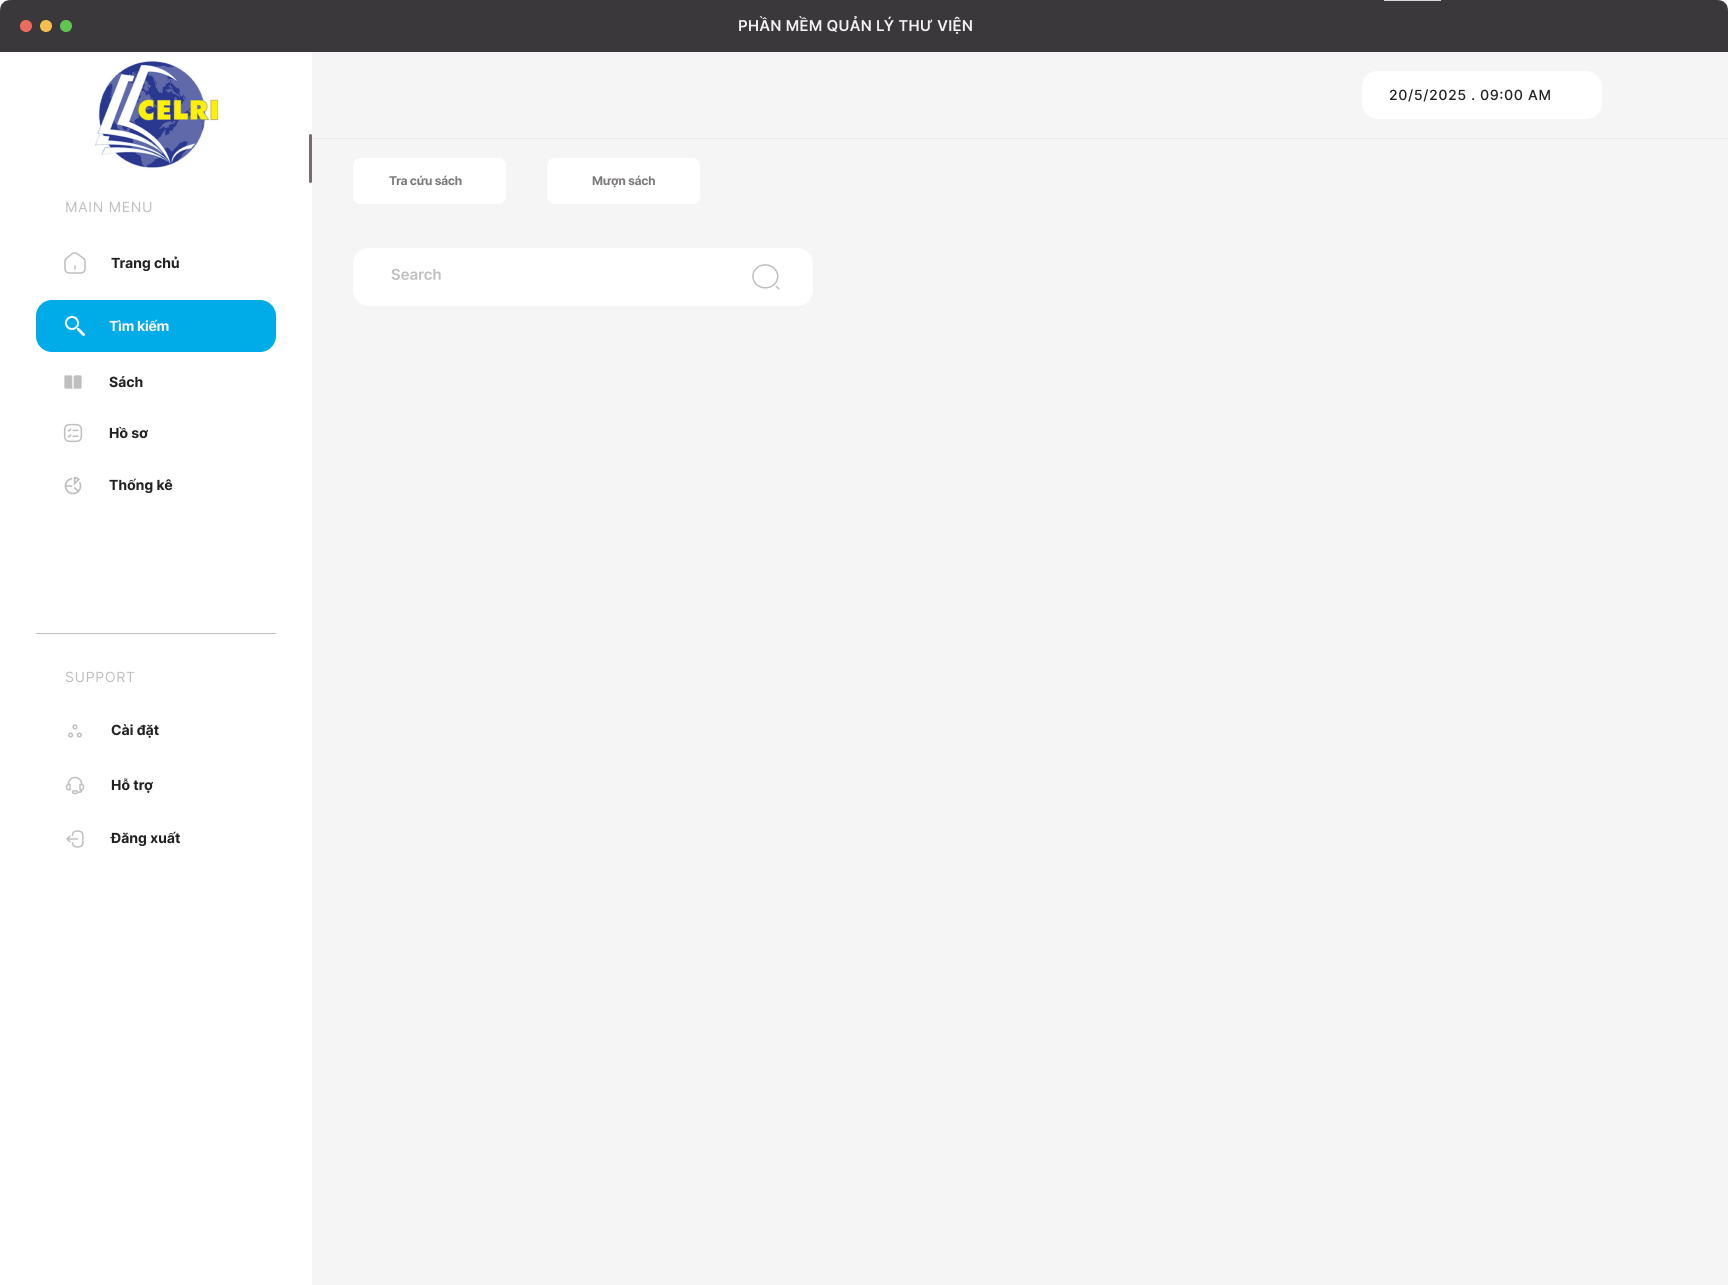 PHẦN MỀM QUẢN LÝ THƯ VIỆN
CELRI
20/5/2025 . 09:00 AM
Tra cứu sách
Mượn sách
MAIN MENU
Trang chủ
Search
Tìm kiếm
Sách
Hồ sơ
Thống kê
SUPPORT
Cài đặt
Hỗ trợ
Đăng xuất